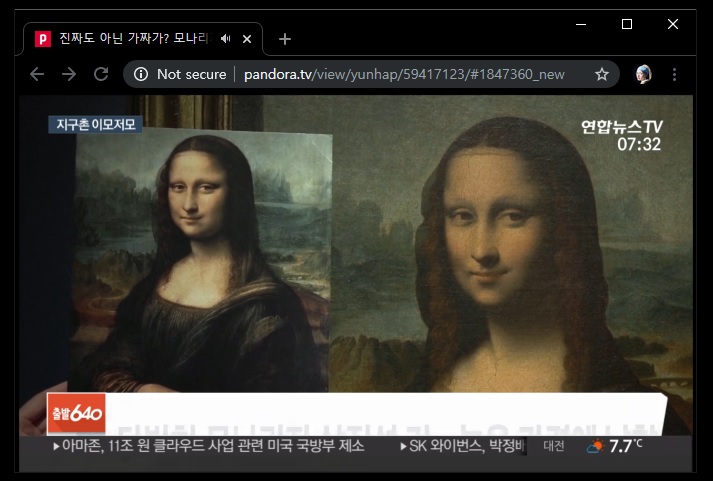 진짜도 아닌 가짜가? 모나리
Not secure
pandora.tv/view/yunhap/59417123/#1847360_new
지구촌 이모저모
연합뉴스TV
07:32
출발640
▸아마존, 11조 원 클라우드 사업 관련 미국 국방부 제소 ▸SK 와이번스, 박정배
대전 7.7℃